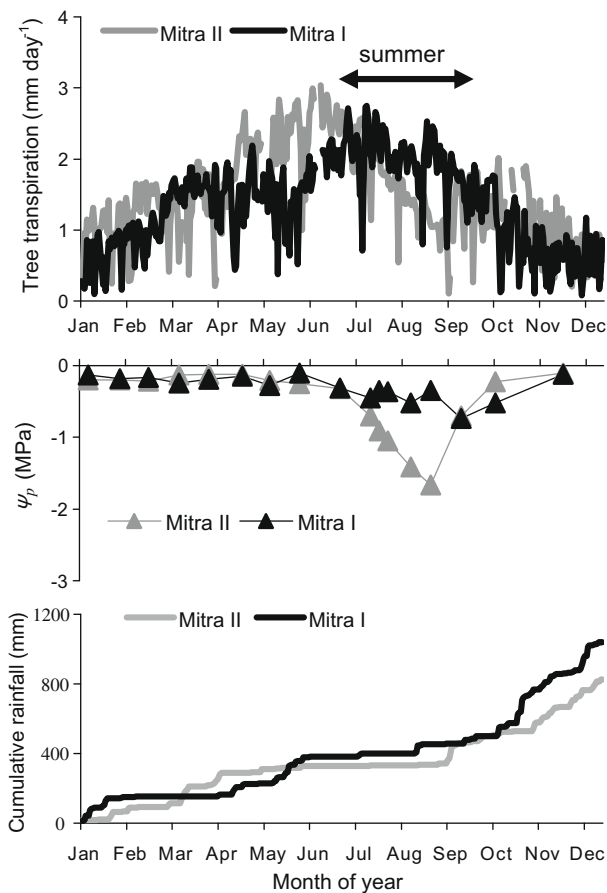 Mitra II Mitra I
summer
Tree transpiration (mm day-1)
4
3
2
1
0
Jan Feb Mar Apr May Jun Jul Aug Sep Oct Nov Dec
0
-1
-2
-3
ψp (MPa)
Mitra II Mitra I
Mitra II Mitra I
Cumulative rainfall (mm)
1200
800
400
0
Jan Feb Mar Apr May Jun Jul Aug Sep Oct Nov Dec
Month of year